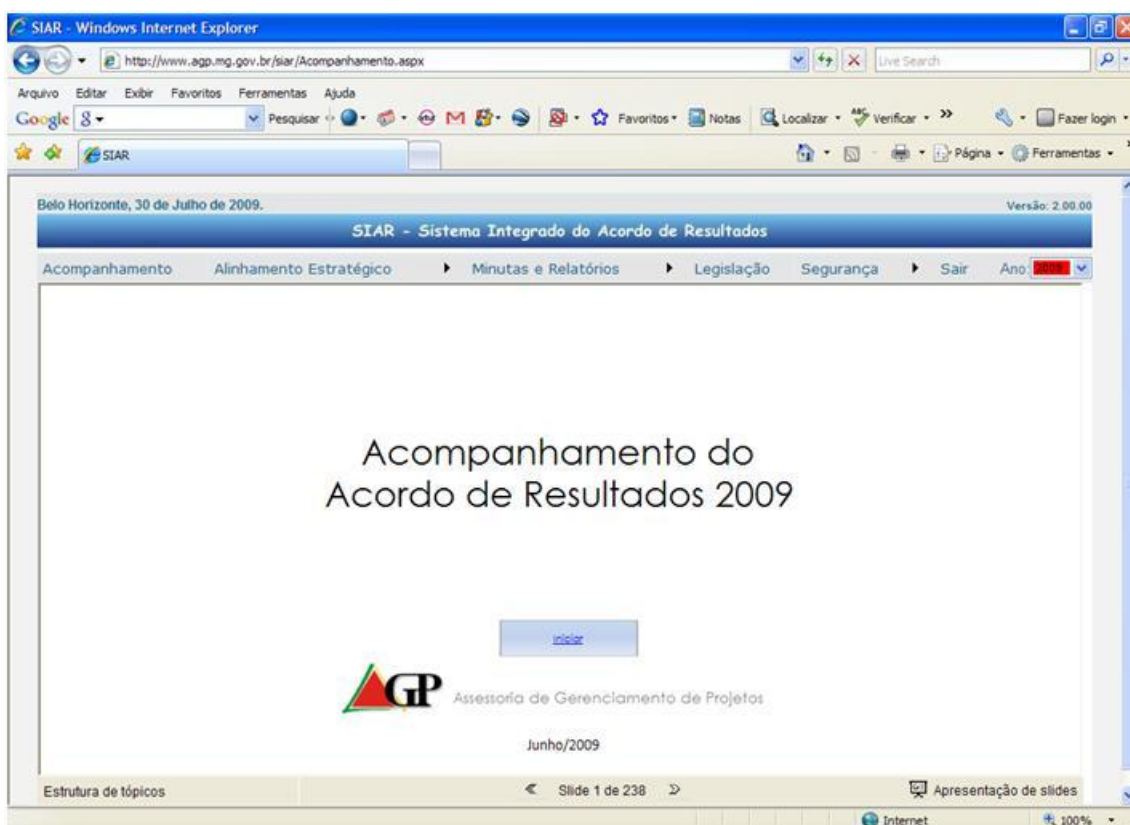 SIAR - Windows Internet Explorer
http://www.agp.mg.gov.br/siar/Acompanhamento.aspx
Live Search
Arquivo Editar Exibir Favoritos Ferramentas Ajuda
Google Pesquisar Favoritos Notas Localizar Verificar Fazer login
SIAR Página Ferramentas
Belo Horizonte, 30 de Julho de 2009. Versão: 2.00.00
SIAR - Sistema Integrado do Acordo de Resultados
Acompanhamento Alinhamento Estratégico Minutas e Relatórios Legislação Segurança Sair Ano: 2009
Acompanhamento do
Acordo de Resultados 2009
iniciar
AGP Assessoria de Gerenciamento de Projetos
Junho/2009
Estrutura de tópicos Slide 1 de 238 Apresentação de slides
Internet 100%